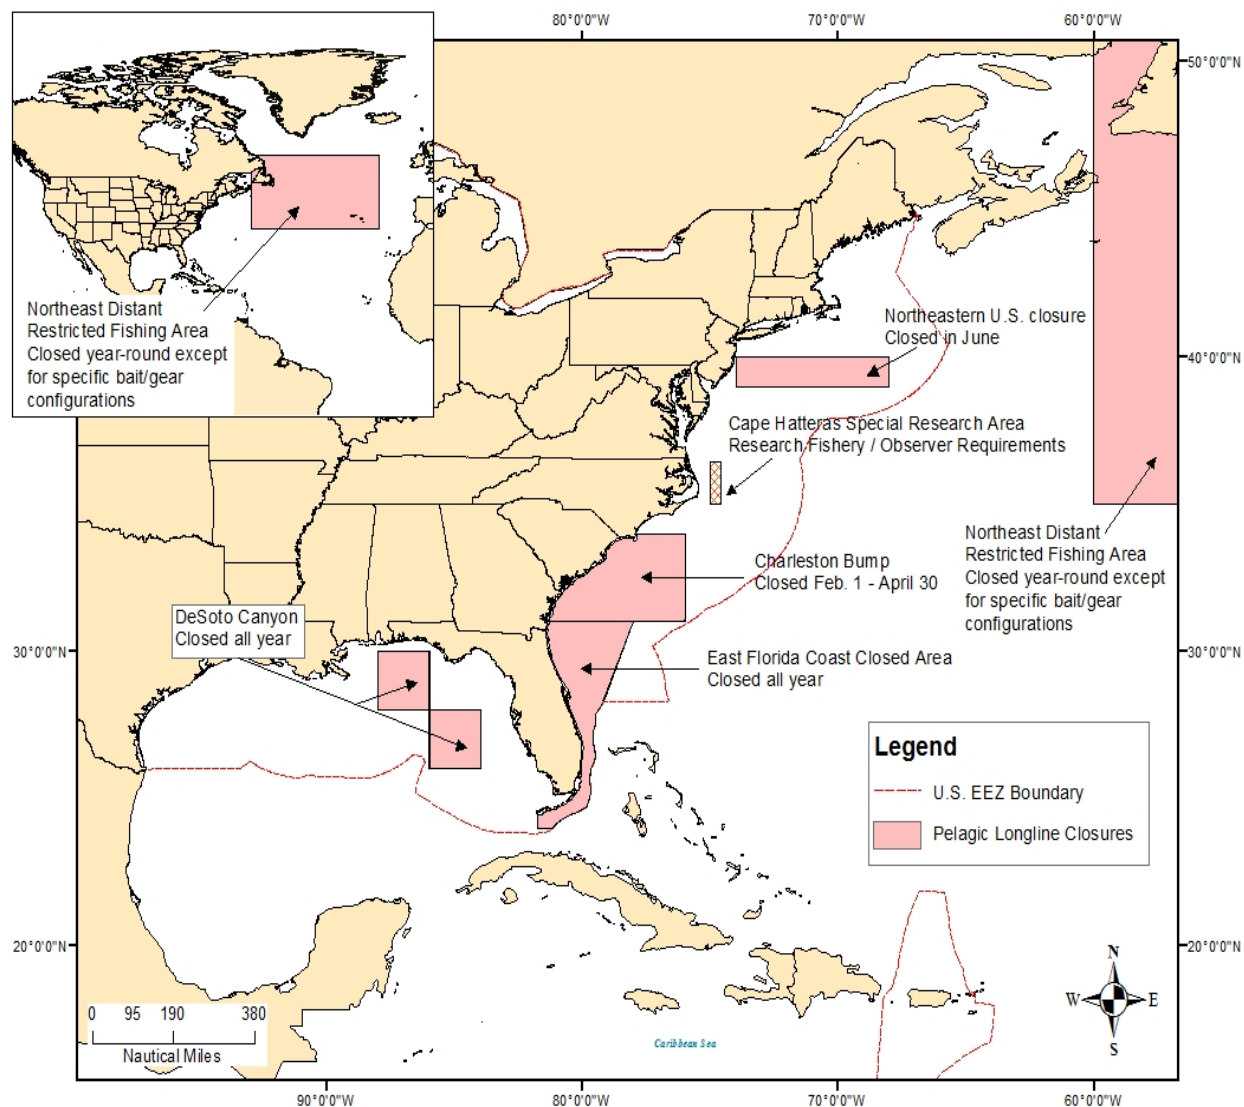 80°0'0"W
70°0'0"W
60°0'0"W
50°0'0"N
Northeast Distant
Restricted Fishing Area
Closed year-round except
for specific bait/gear
configurations
Northeastern U.S. closure
Closed in June
40°0'0"N
Cape Hatteras Special Research Area
Research Fishery / Observer Requirements
Northeast Distant
Restricted Fishing Area
Closed year-round except
for specific bait/gear
configurations
Charleston Bump
Closed Feb. 1 - April 30
DeSoto Canyon
Closed all year
30°0'0"N
30°0'0"N
East Florida Coast Closed Area
Closed all year
Legend
U.S. EEZ Boundary
Pelagic Longline Closures
20°0'0"N
20°0'0"N
N
W
E
S
0 95 190 380
Nautical Miles
Caribbean Sea
90°0'0"W
80°0'0"W
70°0'0"W
60°0'0"W